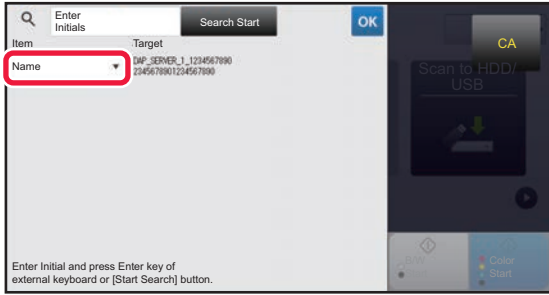 Enter
Initials
Search Start
OK
CA
Item
Target
Name
DAP_SERVER_1_1234567890
2345678901234567890
Scan to HDD/
USB
B/W
Start
Color
Start
Enter Initial and press Enter key of
external keyboard or [Start Search] button.